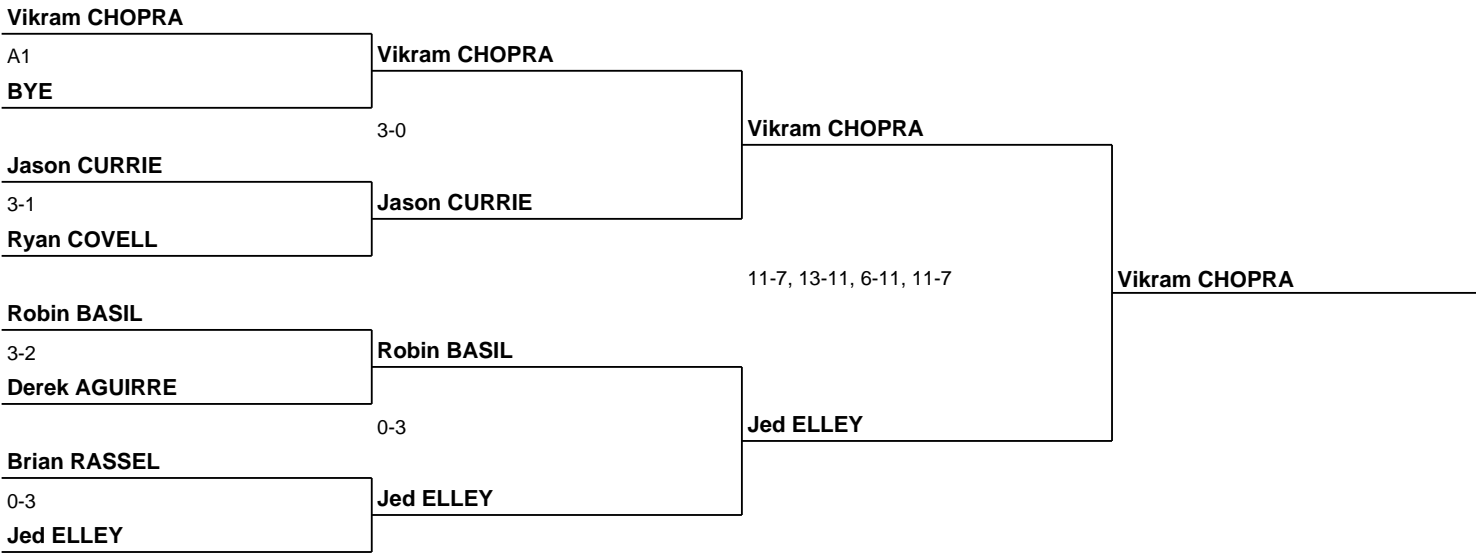 Vikram CHOPRA
A1
BYE
Vikram CHOPRA
3-0
Jason CURRIE
3-1
Ryan COVELL
Jason CURRIE
Vikram CHOPRA
11-7, 13-11, 6-11, 11-7
Vikram CHOPRA
Robin BASIL
3-2
Derek AGUIRRE
Robin BASIL
0-3
Brian RASSEL
0-3
Jed ELLEY
Jed ELLEY
Jed ELLEY